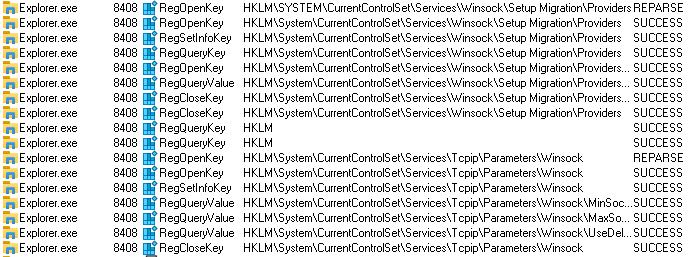 Explorer.exe 8408 RegOpenKey HKLM\SYSTEM\CurrentControlSet\Services\Winsock\Setup Migration\Providers REPARSE
Explorer.exe 8408 RegOpenKey HKLM\System\CurrentControlSet\Services\Winsock\Setup Migration\Providers SUCCESS
Explorer.exe 8408 RegSetInfoKey HKLM\System\CurrentControlSet\Services\Winsock\Setup Migration\Providers SUCCESS
Explorer.exe 8408 RegQueryKey HKLM\System\CurrentControlSet\Services\Winsock\Setup Migration\Providers SUCCESS
Explorer.exe 8408 RegOpenKey HKLM\System\CurrentControlSet\Services\Winsock\Setup Migration\Providers... SUCCESS
Explorer.exe 8408 RegQueryValue HKLM\System\CurrentControlSet\Services\Winsock\Setup Migration\Providers... SUCCESS
Explorer.exe 8408 RegCloseKey HKLM\System\CurrentControlSet\Services\Winsock\Setup Migration\Providers... SUCCESS
Explorer.exe 8408 RegCloseKey HKLM\System\CurrentControlSet\Services\Winsock\Setup Migration\Providers SUCCESS
Explorer.exe 8408 RegQueryKey HKLM SUCCESS
Explorer.exe 8408 RegQueryKey HKLM SUCCESS
Explorer.exe 8408 RegOpenKey HKLM\System\CurrentControlSet\Services\Tcpip\Parameters\Winsock REPARSE
Explorer.exe 8408 RegOpenKey HKLM\System\CurrentControlSet\Services\Tcpip\Parameters\Winsock SUCCESS
Explorer.exe 8408 RegSetInfoKey HKLM\System\CurrentControlSet\Services\Tcpip\Parameters\Winsock SUCCESS
Explorer.exe 8408 RegQueryValue HKLM\System\CurrentControlSet\Services\Tcpip\Parameters\Winsock\MinSoc... SUCCESS
Explorer.exe 8408 RegQueryValue HKLM\System\CurrentControlSet\Services\Tcpip\Parameters\Winsock\MaxSo... SUCCESS
Explorer.exe 8408 RegQueryValue HKLM\System\CurrentControlSet\Services\Tcpip\Parameters\Winsock\UseDel... SUCCESS
Explorer.exe 8408 RegCloseKey HKLM\System\CurrentControlSet\Services\Tcpip\Parameters\Winsock SUCCESS